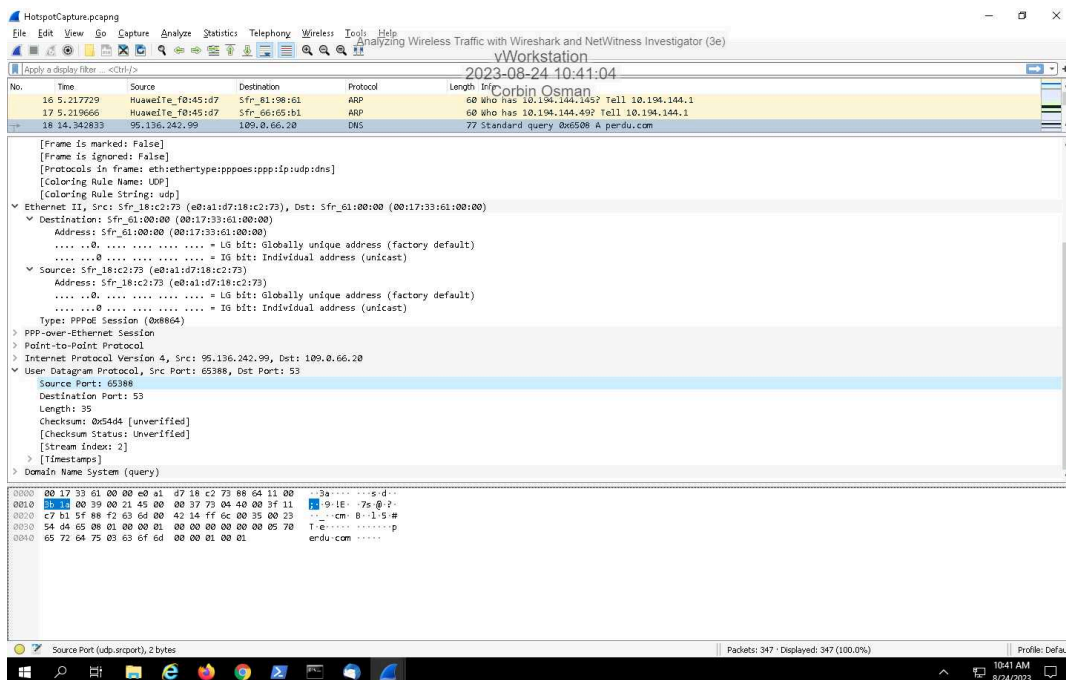 HotspotCapture.pcapng
File Edit View Go Capture Analyze Statistics Telephony Wireless Tools Help
Analyzing Wireless Traffic with Wireshark and NetWitness Investigator (3e)
vWorkstation
2023-08-24 10:41:04
Corbin Osman
Apply a display filter ... <Ctrl-/>
No. Time Source Destination Protocol Length Info
16 5.217729 HuaweiTe_f0:45:d7 Sfr_81:98:61 ARP 60 Who has 10.194.144.145? Tell 10.194.144.1
17 5.219666 HuaweiTe_f0:45:d7 Sfr_66:65:b1 ARP 60 Who has 10.194.144.49? Tell 10.194.144.1
18 14.342833 95.136.242.99 109.0.66.20 DNS 77 Standard query 0x6508 A perdu.com
[Frame is marked: False]
[Frame is ignored: False]
[Protocols in frame: eth:ethertype:pppoes:ppp:ip:udp:dns]
[Coloring Rule Name: UDP]
[Coloring Rule String: udp]
Ethernet II, Src: Sfr_18:c2:73 (e0:a1:d7:18:c2:73), Dst: Sfr_61:00:00 (00:17:33:61:00:00)
Destination: Sfr_61:00:00 (00:17:33:61:00:00)
Address: Sfr_61:00:00 (00:17:33:61:00:00)
.... ..0. .... .... .... .... = LG bit: Globally unique address (factory default)
.... ...0 .... .... .... .... = IG bit: Individual address (unicast)
Source: Sfr_18:c2:73 (e0:a1:d7:18:c2:73)
Address: Sfr_18:c2:73 (e0:a1:d7:18:c2:73)
.... ..0. .... .... .... .... = LG bit: Globally unique address (factory default)
.... ...0 .... .... .... .... = IG bit: Individual address (unicast)
Type: PPPoE Session (0x8864)
PPP-over-Ethernet Session
Point-to-Point Protocol
Internet Protocol Version 4, Src: 95.136.242.99, Dst: 109.0.66.20
User Datagram Protocol, Src Port: 65388, Dst Port: 53
Source Port: 65388
Destination Port: 53
Length: 35
Checksum: 0x54d4 [unverified]
[Checksum Status: Unverified]
[Stream index: 2]
[Timestamps]
Domain Name System (query)
0000 00 17 33 61 00 00 e0 a1 d7 18 c2 73 88 64 11 00 ··3a···· ···s·d··
0010 3b 1a 00 39 00 21 45 00 00 37 73 04 40 00 3f 11 ;··9·!E· ·7s·@·?·
0020 c7 b1 5f 88 f2 63 6d 00 42 14 ff 6c 00 35 00 23 ··_··cm· B··l·5·#
0030 54 d4 65 08 01 00 00 01 00 00 00 00 00 00 05 70 T·e····· ·······p
0040 65 72 64 75 03 63 6f 6d 00 00 01 00 01 erdu·com ·····
Source Port (udp.srcport), 2 bytes
Packets: 347 · Displayed: 347 (100.0%)
Profile: Defau
10:41 AM
8/24/2023